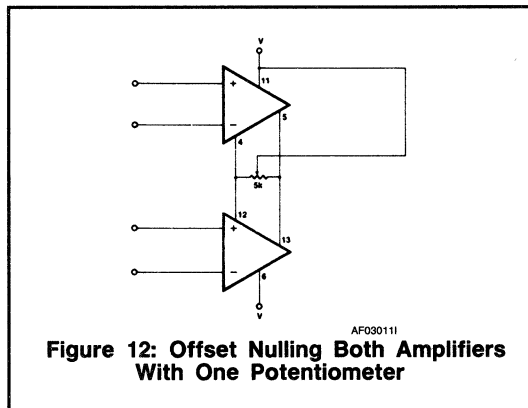 V
11
+
−
5
4
5k
12
+
13
−
6
V
AF03011I
Figure 12: Offset Nulling Both Amplifiers
With One Potentiometer